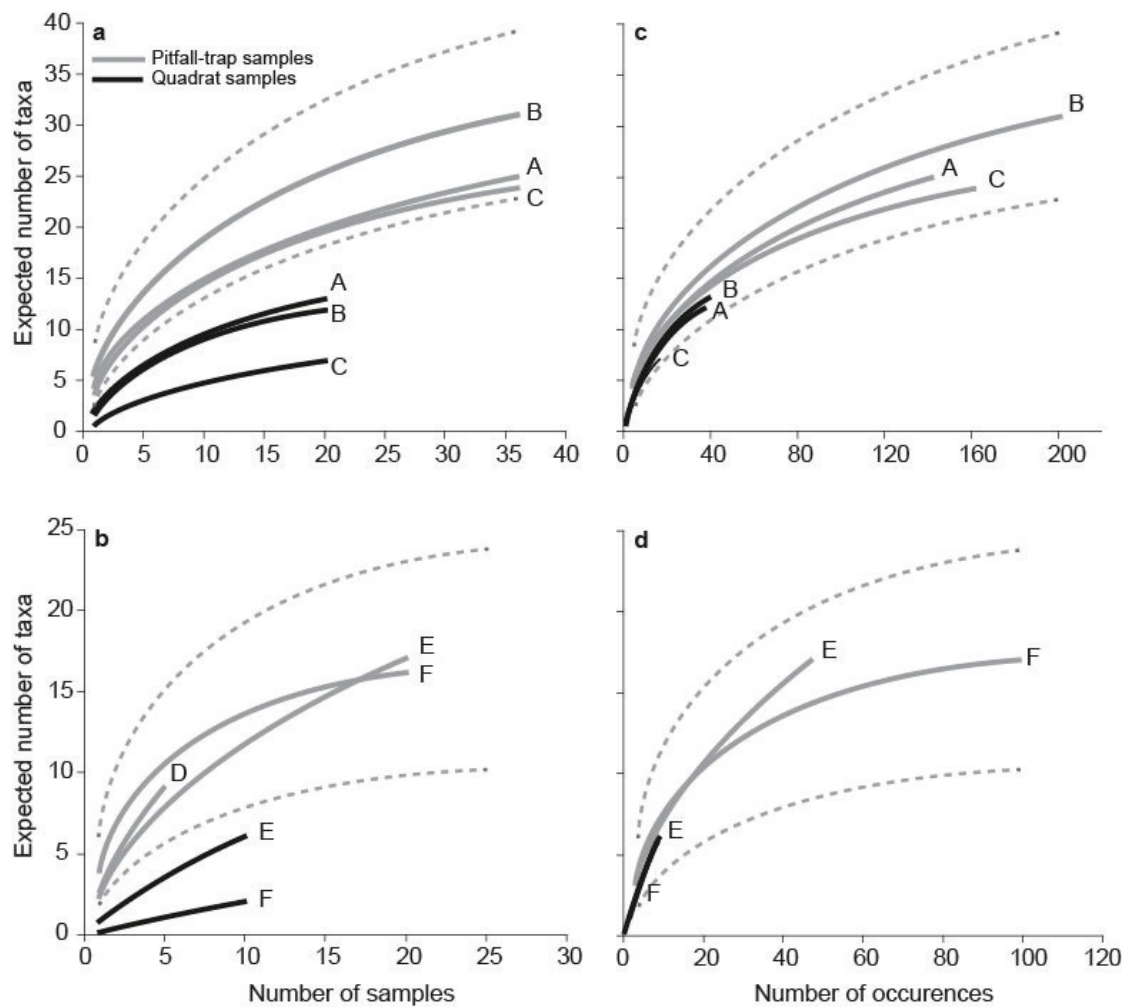 a
Pitfall-trap samples
Quadrat samples
Expected number of taxa
40
35
30
25
20
15
10
5
0
B
A
C
A
B
C
0 5 10 15 20 25 30 35 40
c
B
A
C
B
A
C
0 40 80 120 160 200
b
Expected number of taxa
25
20
15
10
5
0
E
F
D
E
F
0 5 10 15 20 25 30
Number of samples
d
E
F
E
F
0 20 40 60 80 100 120
Number of occurences